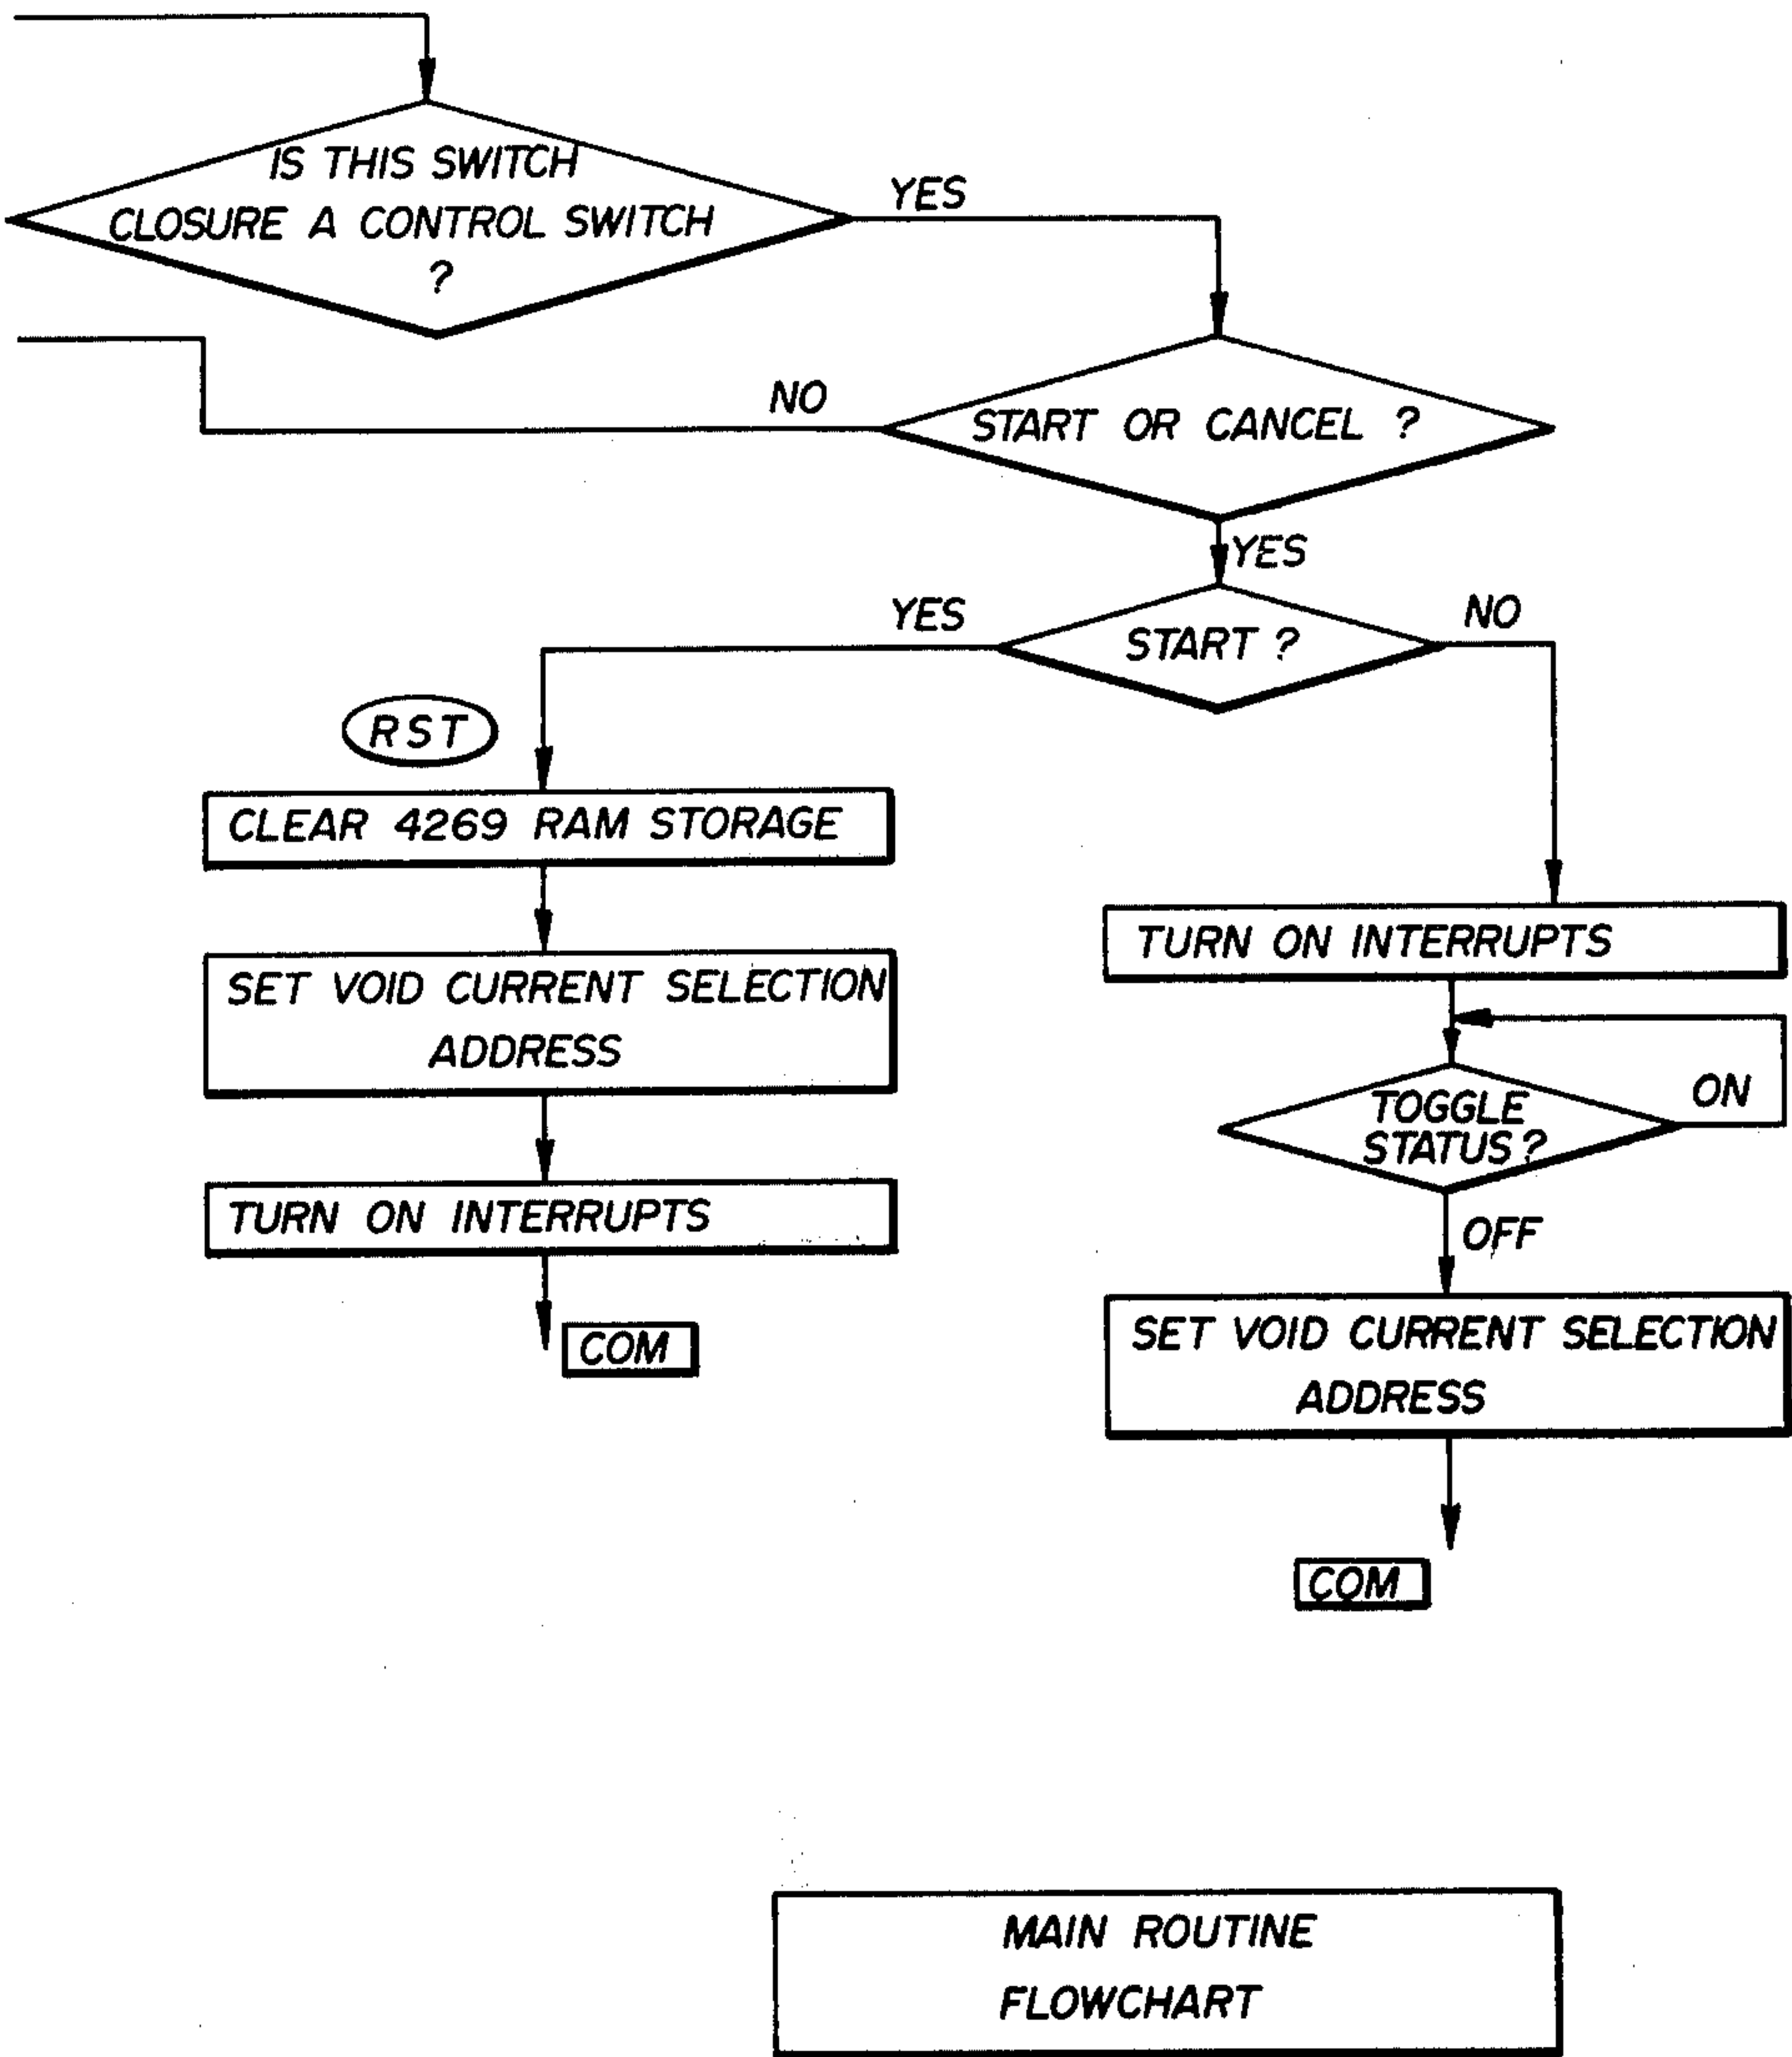 IS THIS SWITCH
CLOSURE A CONTROL SWITCH
?
YES
NO
START OR CANCEL ?
YES
YES
START ?
NO
RST
CLEAR 4269 RAM STORAGE
SET VOID CURRENT SELECTION
ADDRESS
TURN ON INTERRUPTS
COM
TURN ON INTERRUPTS
TOGGLE
STATUS?
ON
OFF
SET VOID CURRENT SELECTION
ADDRESS
COM
MAIN ROUTINE
FLOWCHART